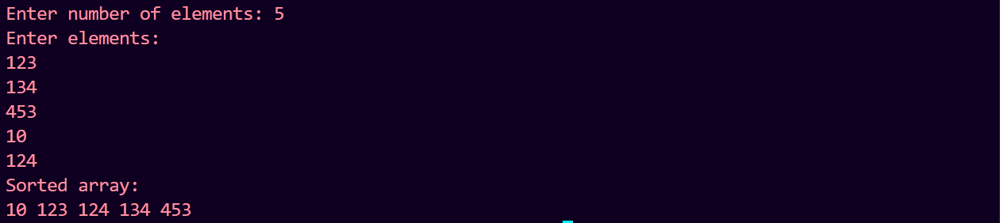 Enter number of elements: 5
Enter elements:
123
134
453
10
124
Sorted array:
10 123 124 134 453